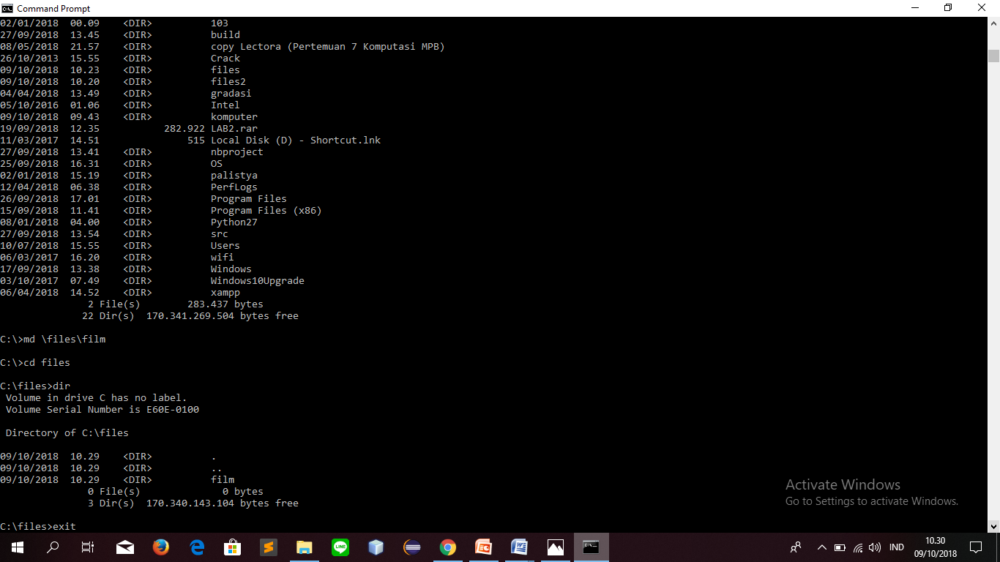 Command Prompt
02/01/2018  00.09    <DIR>          103
27/09/2018  13.45    <DIR>          build
08/05/2018  21.57    <DIR>          copy Lectora (Pertemuan 7 Komputasi MPB)
26/10/2013  15.55    <DIR>          Crack
09/10/2018  10.23    <DIR>          files
09/10/2018  10.20    <DIR>          files2
04/04/2018  13.49    <DIR>          gradasi
05/10/2016  01.06    <DIR>          Intel
09/10/2018  09.43    <DIR>          komputer
19/09/2018  12.35           282.922 LAB2.rar
11/03/2017  14.51               515 Local Disk (D) - Shortcut.lnk
27/09/2018  13.41    <DIR>          nbproject
25/09/2018  16.31    <DIR>          OS
02/01/2018  15.19    <DIR>          palistya
12/04/2018  06.38    <DIR>          PerfLogs
26/09/2018  17.01    <DIR>          Program Files
15/09/2018  11.41    <DIR>          Program Files (x86)
08/01/2018  04.00    <DIR>          Python27
27/09/2018  13.54    <DIR>          src
10/07/2018  15.55    <DIR>          Users
06/03/2017  16.20    <DIR>          wifi
17/09/2018  13.38    <DIR>          Windows
03/10/2017  07.49    <DIR>          Windows10Upgrade
06/04/2018  14.52    <DIR>          xampp
               2 File(s)        283.437 bytes
              22 Dir(s)  170.341.269.504 bytes free
C:\>md \files\film
C:\>cd files
C:\files>dir
 Volume in drive C has no label.
 Volume Serial Number is E60E-0100
 Directory of C:\files
09/10/2018  10.29    <DIR>          .
09/10/2018  10.29    <DIR>          ..
09/10/2018  10.29    <DIR>          film
               0 File(s)              0 bytes
               3 Dir(s)  170.340.143.104 bytes free
C:\files>exit
Activate Windows
Go to Settings to activate Windows.
LINE
IND
10.30
09/10/2018